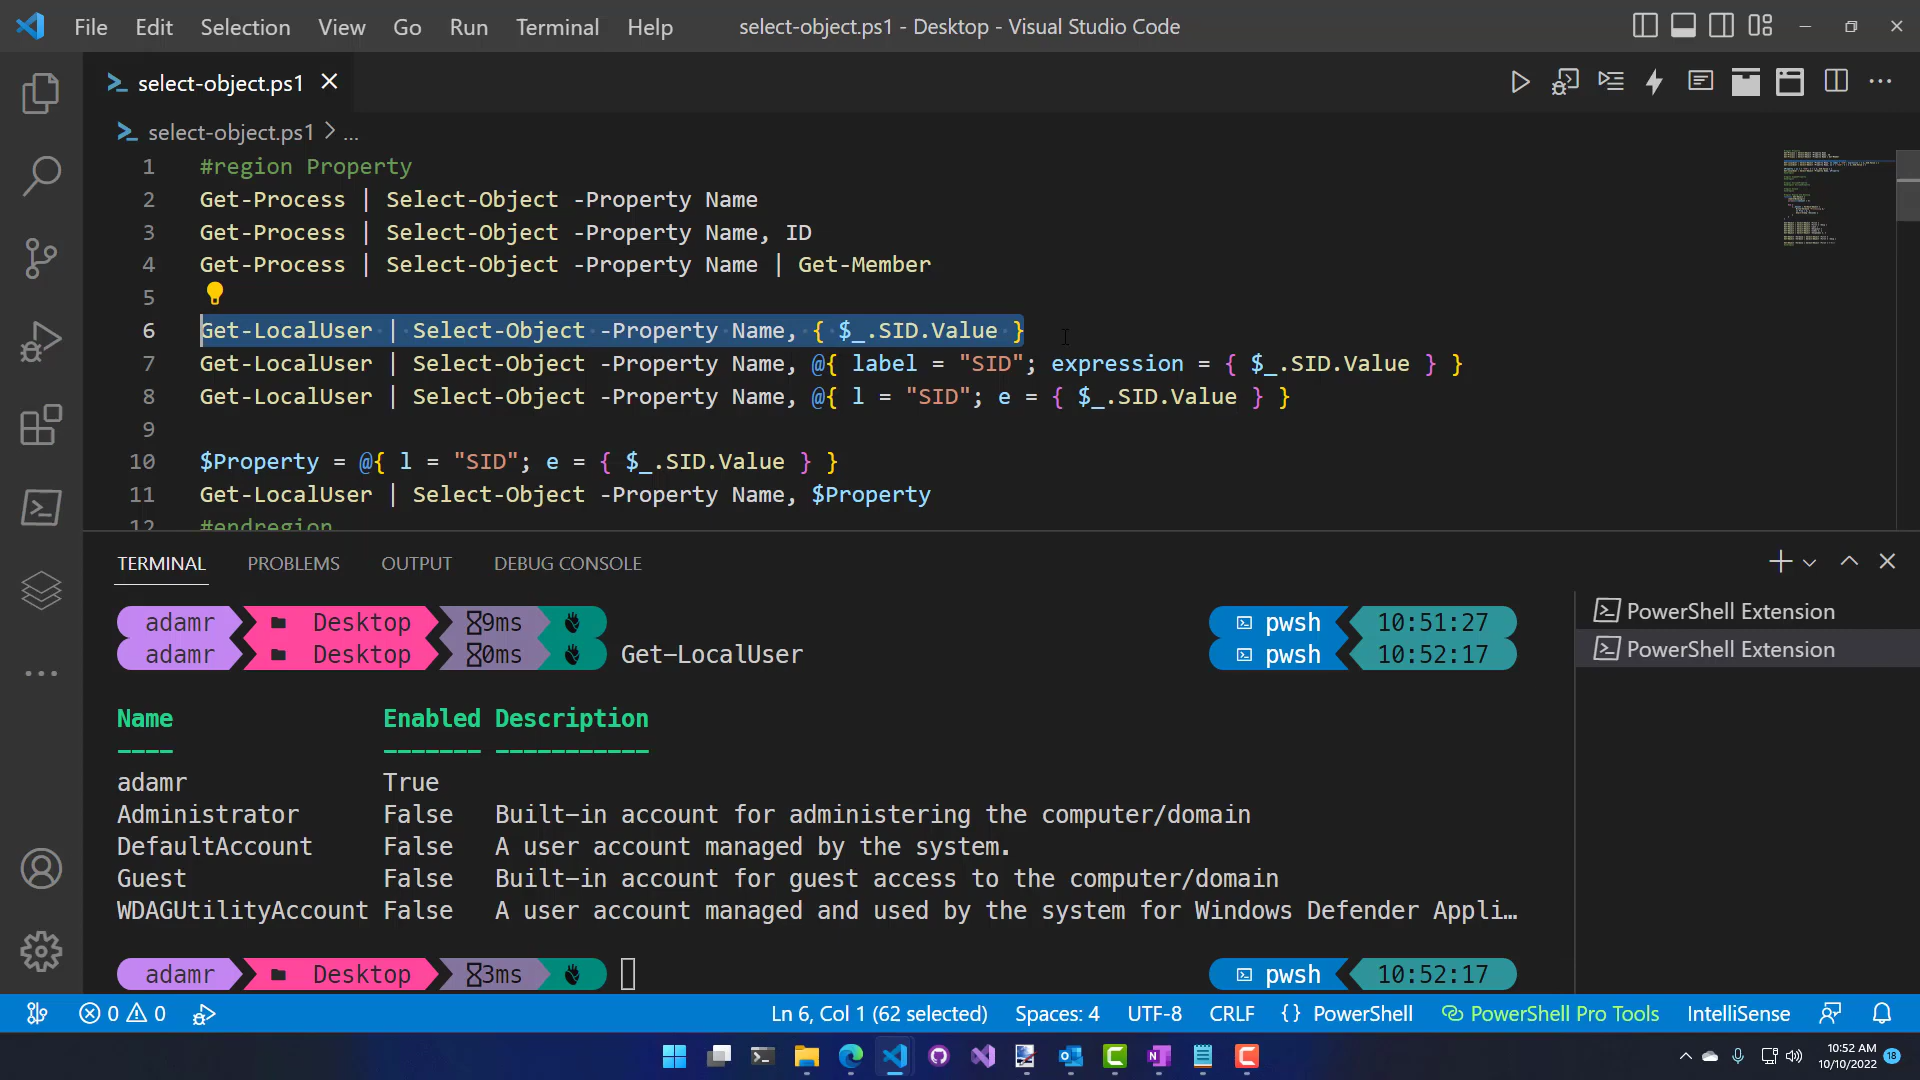 File Edit Selection View Go Run Terminal Help select-object.ps1 - Desktop - Visual Studio Code
select-object.ps1
select-object.ps1 > ...
1 #region Property
2 Get-Process | Select-Object -Property Name
3 Get-Process | Select-Object -Property Name, ID
4 Get-Process | Select-Object -Property Name | Get-Member
5
6 Get-LocalUser | Select-Object -Property Name, { $_.SID.Value }
7 Get-LocalUser | Select-Object -Property Name, @{ label = "SID"; expression = { $_.SID.Value } }
8 Get-LocalUser | Select-Object -Property Name, @{ l = "SID"; e = { $_.SID.Value } }
9
10 $Property = @{ l = "SID"; e = { $_.SID.Value } }
11 Get-LocalUser | Select-Object -Property Name, $Property
12 #endregion
TERMINAL PROBLEMS OUTPUT DEBUG CONSOLE
adamr Desktop 9ms pwsh 10:51:27
adamr Desktop 0ms Get-LocalUser pwsh 10:52:17
Name Enabled Description
---- ------- -----------
adamr True
Administrator False Built-in account for administering the computer/domain
DefaultAccount False A user account managed by the system.
Guest False Built-in account for guest access to the computer/domain
WDAGUtilityAccount False A user account managed and used by the system for Windows Defender Appli…
adamr Desktop 3ms pwsh 10:52:17
PowerShell Extension
PowerShell Extension
0 0 Ln 6, Col 1 (62 selected) Spaces: 4 UTF-8 CRLF {} PowerShell PowerShell Pro Tools IntelliSense
10:52 AM
10/10/2022
18